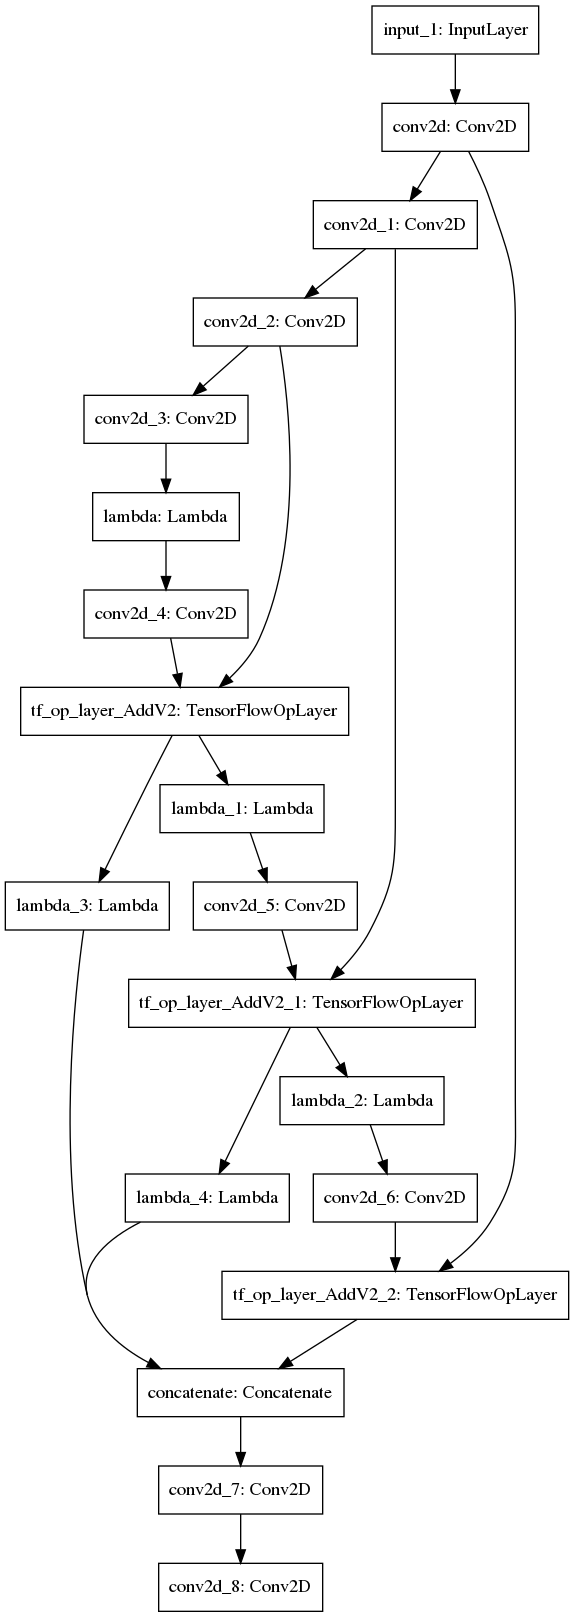 input_1: InputLayer
conv2d: Conv2D
conv2d_1: Conv2D
conv2d_2: Conv2D
conv2d_3: Conv2D
lambda: Lambda
conv2d_4: Conv2D
tf_op_layer_AddV2: TensorFlowOpLayer
lambda_1: Lambda
lambda_3: Lambda
conv2d_5: Conv2D
tf_op_layer_AddV2_1: TensorFlowOpLayer
lambda_2: Lambda
lambda_4: Lambda
conv2d_6: Conv2D
tf_op_layer_AddV2_2: TensorFlowOpLayer
concatenate: Concatenate
conv2d_7: Conv2D
conv2d_8: Conv2D